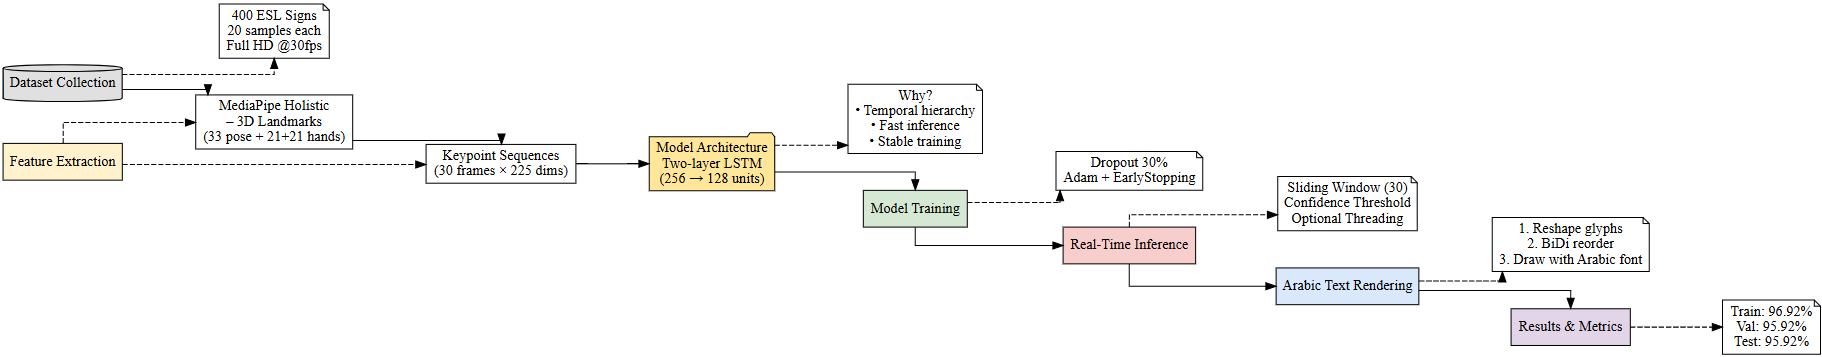 400 ESL Signs
20 samples each
Full HD @30fps
Dataset Collection
MediaPipe Holistic
– 3D Landmarks
(33 pose + 21+21 hands)
Feature Extraction
Keypoint Sequences
(30 frames × 225 dims)
Model Architecture
Two-layer LSTM
(256 → 128 units)
Why?
• Temporal hierarchy
• Fast inference
• Stable training
Dropout 30%
Adam + EarlyStopping
Model Training
Sliding Window (30)
Confidence Threshold
Optional Threading
Real-Time Inference
1. Reshape glyphs
2. BiDi reorder
3. Draw with Arabic font
Arabic Text Rendering
Results & Metrics
Train: 96.92%
Val: 95.92%
Test: 95.92%